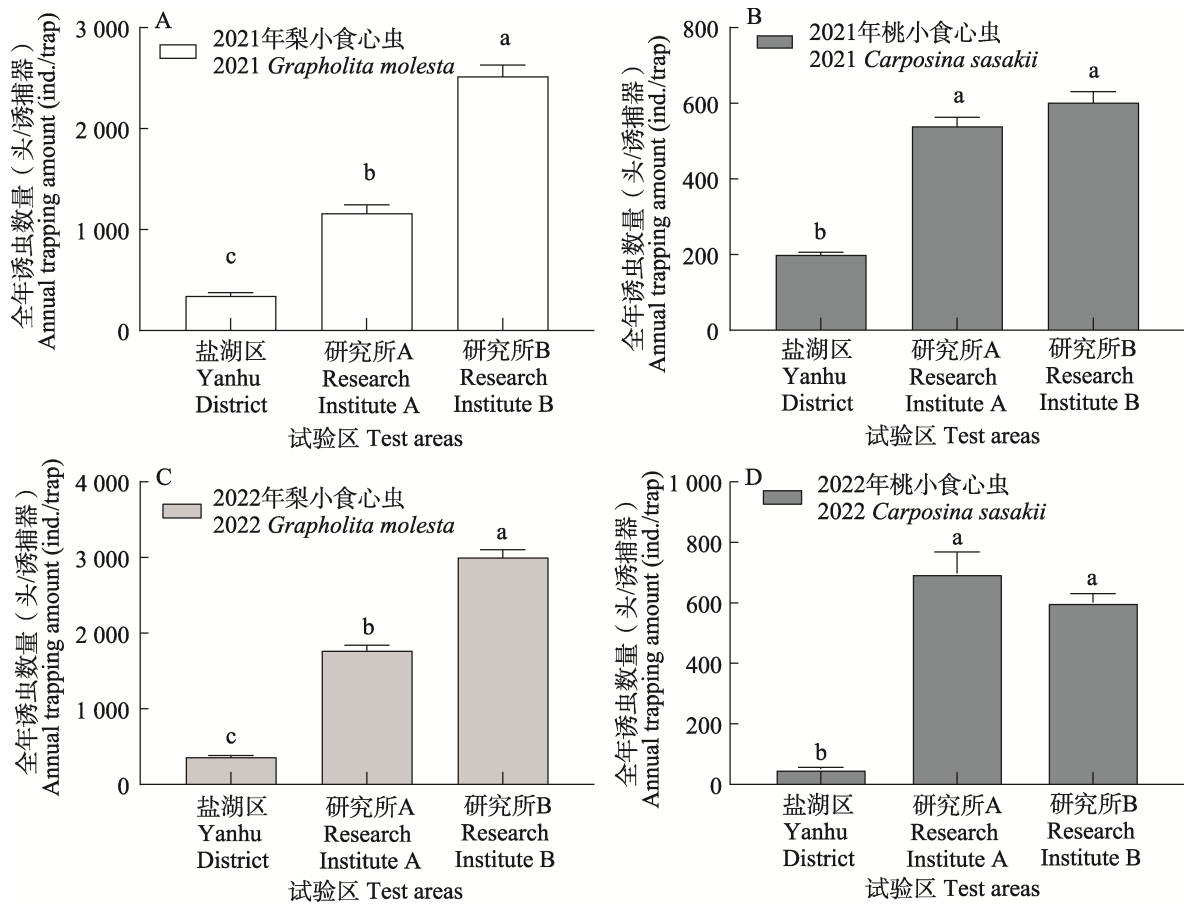 A
2021年梨小食心虫
2021 Grapholita molesta
全年诱虫数量（头/诱捕器）
Annual trapping amount (ind./trap)
3 000
2 000
1 000
0
c
b
a
盐湖区
Yanhu
District
研究所A
Research
Institute A
研究所B
Research
Institute B
试验区 Test areas
B
2021年桃小食心虫
2021 Carposina sasakii
全年诱虫数量（头/诱捕器）
Annual trapping amount (ind./trap)
800
600
400
200
0
b
a
a
盐湖区
Yanhu
District
研究所A
Research
Institute A
研究所B
Research
Institute B
试验区 Test areas
C
2022年梨小食心虫
2022 Grapholita molesta
全年诱虫数量（头/诱捕器）
Annual trapping amount (ind./trap)
4 000
3 000
2 000
1 000
0
c
b
a
盐湖区
Yanhu
District
研究所A
Research
Institute A
研究所B
Research
Institute B
试验区 Test areas
D
2022年桃小食心虫
2022 Carposina sasakii
全年诱虫数量（头/诱捕器）
Annual trapping amount (ind./trap)
1 000
800
600
400
200
0
b
a
a
盐湖区
Yanhu
District
研究所A
Research
Institute A
研究所B
Research
Institute B
试验区 Test areas